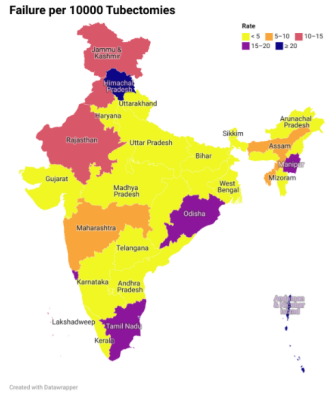 Failure per 10000 Tubectomies
Rate
< 5
5–10
10–15
15–20
≥ 20
Jammu &
Kashmir
Himachal
Pradesh
Uttarakhand
Haryana
Arunachal
Pradesh
Sikkim
Rajasthan
Uttar Pradesh
Assam
Bihar
Manipur
Gujarat
Madhya
Pradesh
West
Bengal
Mizoram
Odisha
Maharashtra
Telangana
Karnataka
Andhra
Pradesh
Lakshadweep
Tamil Nadu
Kerala
Created with Datawrapper